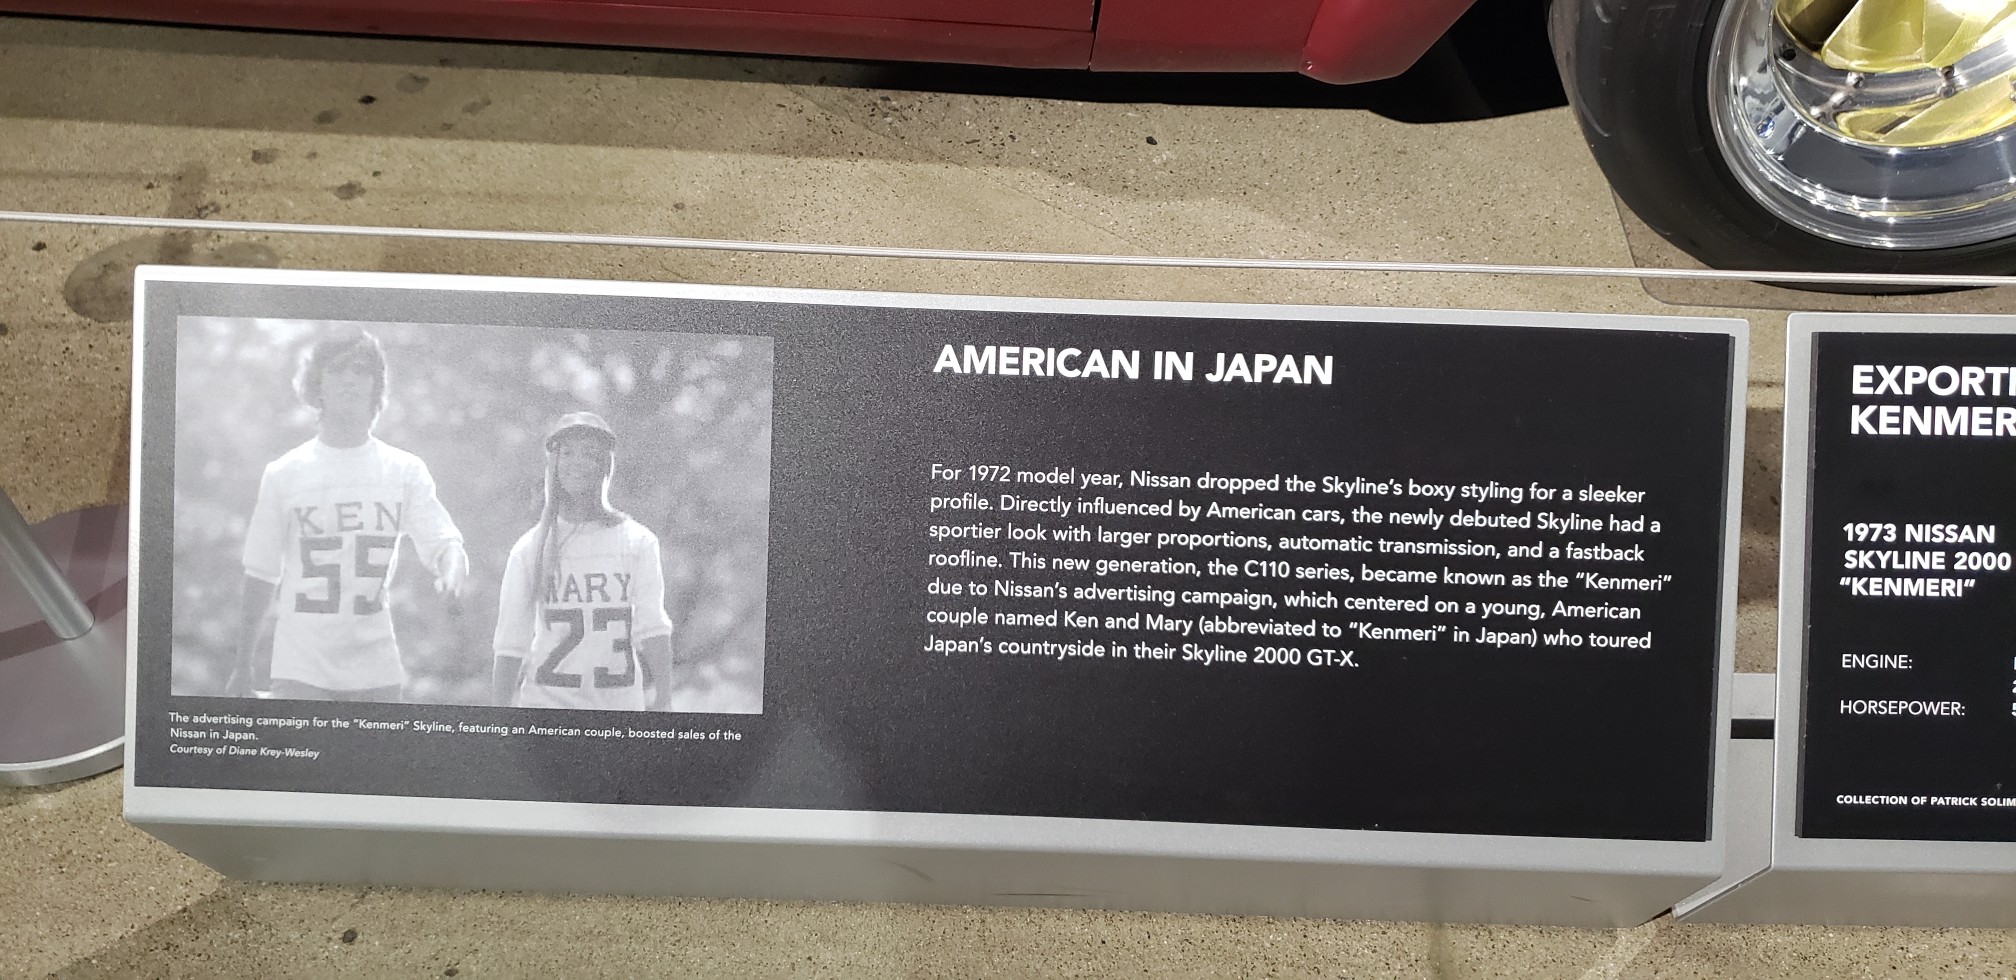 KEN
55
MARY
23
The advertising campaign for the “Kenmeri” Skyline, featuring an American couple, boosted sales of the
Nissan in Japan.
Courtesy of Diane Krey-Wesley
AMERICAN IN JAPAN
For 1972 model year, Nissan dropped the Skyline’s boxy styling for a sleeker
profile. Directly influenced by American cars, the newly debuted Skyline had a
sportier look with larger proportions, automatic transmission, and a fastback
roofline. This new generation, the C110 series, became known as the “Kenmeri”
due to Nissan’s advertising campaign, which centered on a young, American
couple named Ken and Mary (abbreviated to “Kenmeri” in Japan) who toured
Japan’s countryside in their Skyline 2000 GT-X.
1973 NISSAN
SKYLINE 2000
“KENMERI”
ENGINE:
HORSEPOWER:
COLLECTION OF PATRICK